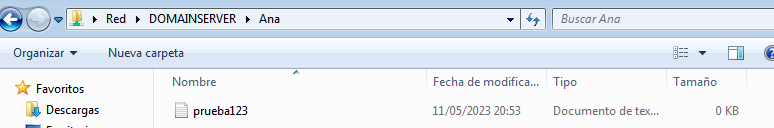 Red ▸ DOMAINSERVER ▸ Ana
Buscar Ana
Organizar Nueva carpeta
Favoritos
Descargas
Nombre Fecha de modifica... Tipo Tamaño
prueba123 11/05/2023 20:53 Documento de tex... 0 KB